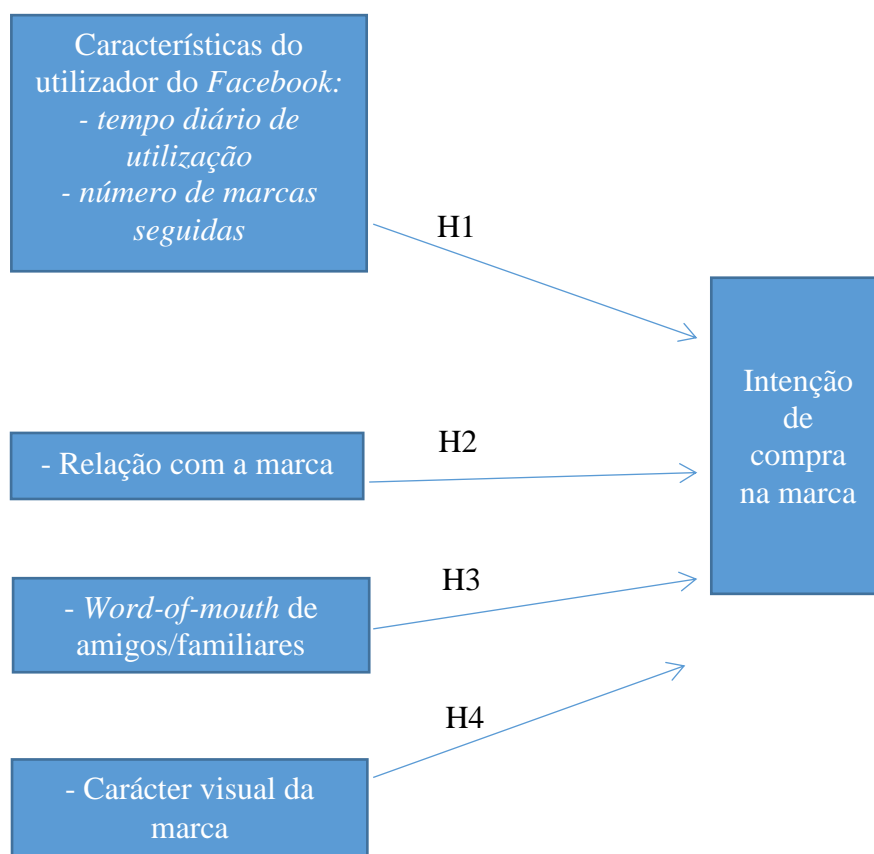 Características do
utilizador do Facebook:
- tempo diário de
utilização
- número de marcas
seguidas
H1
Intenção
de
compra
na marca
H2
- Relação com a marca
H3
- Word-of-mouth de
amigos/familiares
H4
- Carácter visual da
marca